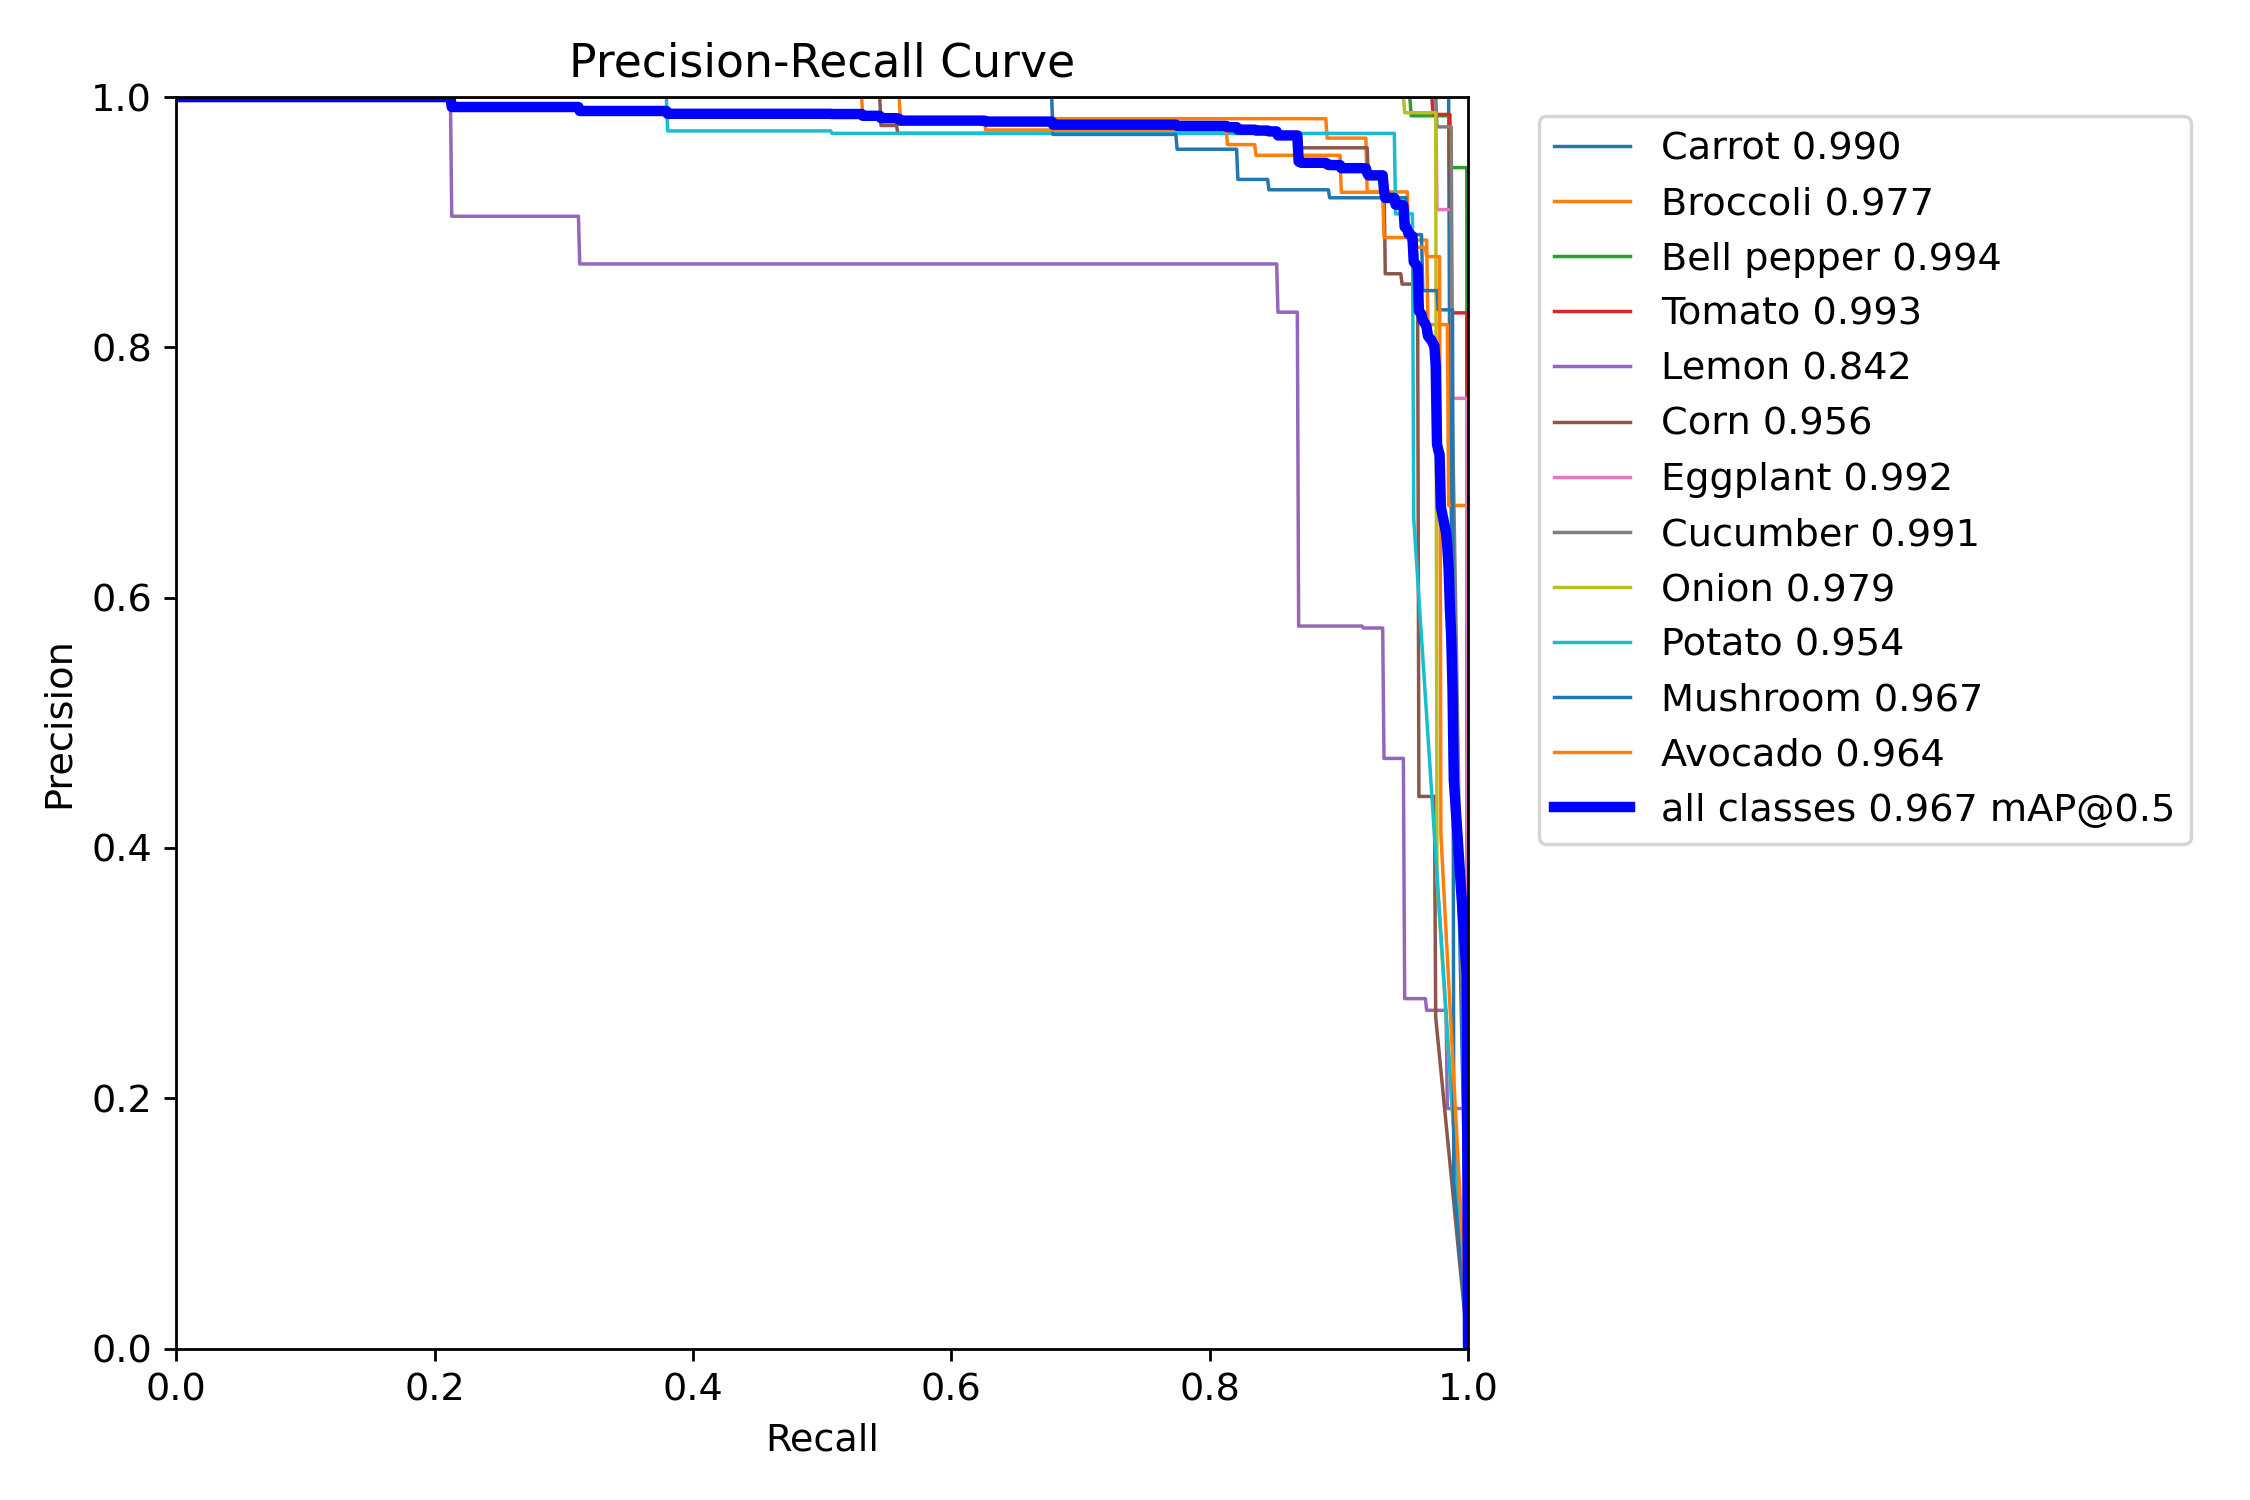 Precision-Recall Curve
1.0
0.8
0.6
0.4
0.2
0.0
Precision
0.0 0.2 0.4 0.6 0.8 1.0
Recall
Carrot 0.990
Broccoli 0.977
Bell pepper 0.994
Tomato 0.993
Lemon 0.842
Corn 0.956
Eggplant 0.992
Cucumber 0.991
Onion 0.979
Potato 0.954
Mushroom 0.967
Avocado 0.964
all classes 0.967 mAP@0.5